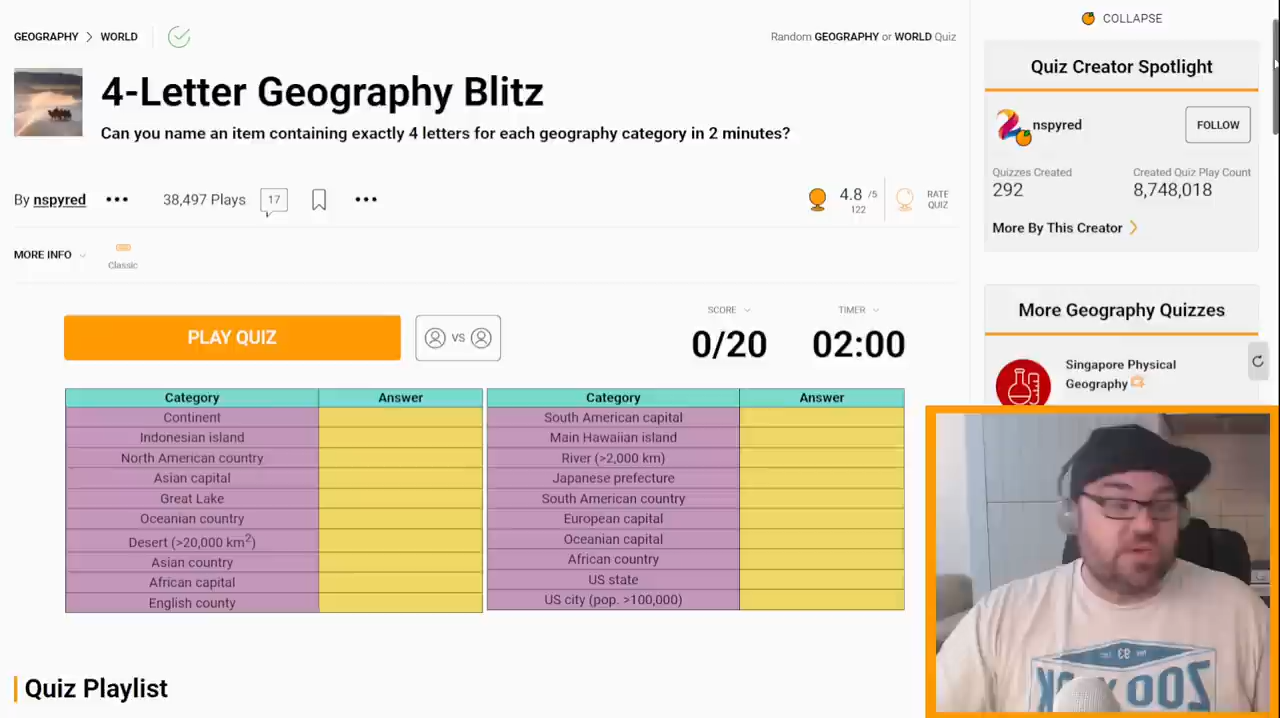 COLLAPSE
GEOGRAPHY > WORLD
Random GEOGRAPHY or WORLD Quiz
4-Letter Geography Blitz
Can you name an item containing exactly 4 letters for each geography category in 2 minutes?
By nspyred ••• 38,497 Plays 17 •••
4.8 /5
122
RATE
QUIZ
MORE INFO
Classic
PLAY QUIZ
VS
SCORE
0/20
TIMER
02:00
Category Answer
Continent
Indonesian island
North American country
Asian capital
Great Lake
Oceanian country
Desert (>20,000 km²)
Asian country
African capital
English county
Category Answer
South American capital
Main Hawaiian island
River (>2,000 km)
Japanese prefecture
South American country
European capital
Oceanian capital
African country
US state
US city (pop. >100,000)
Quiz Playlist
Quiz Creator Spotlight
nspyred
FOLLOW
Quizzes Created
292
Created Quiz Play Count
8,748,018
More By This Creator
More Geography Quizzes
Singapore Physical
Geography